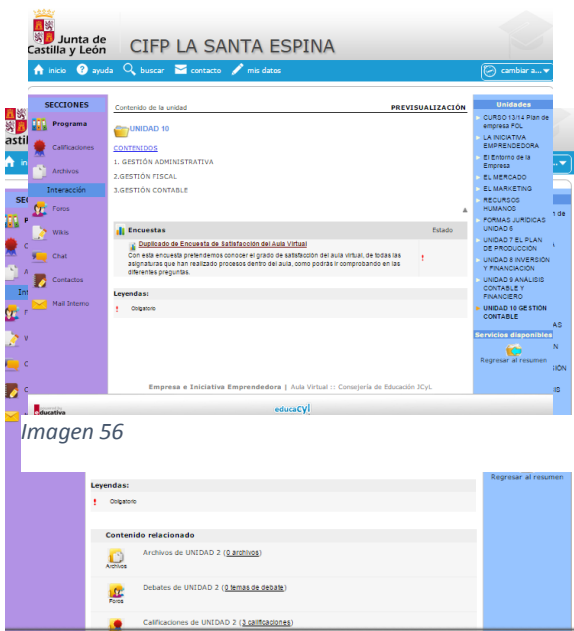 Junta de
Castilla y León
CIFP LA SANTA ESPINA
inicio ayuda buscar contacto mis datos
cambiar a...
SECCIONES
Programa
Calificaciones
Archivos
Interacción
Foros
Wikis
Chat
Contactos
Mail Interno
Contenido de la unidad
PREVISUALIZACIÓN
UNIDAD 10
CONTENIDOS
1. GESTIÓN ADMINISTRATIVA
2.GESTIÓN FISCAL
3.GESTIÓN CONTABLE
Encuestas Estado
Duplicado de Encuesta de Satisfacción del Aula Virtual
Con esta encuesta pretendemos conocer el grado de satisfacción del aula virtual, de todas las
asignaturas que han realizado procesos dentro del aula, como podrás ir comprobando en las
diferentes preguntas.
!
Leyendas:
! Obligatorio
Empresa e Iniciativa Emprendedora | Aula Virtual :: Consejería de Educación JCyL
Unidades
CURSO 13/14 Plan de
empresa FOL
LA INICIATIVA
EMPRENDEDORA
El Entorno de la
Empresa
EL MERCADO
EL MARKETING
RECURSOS
HUMANOS
FORMAS JURÍDICAS
UNIDAD 6
UNIDAD 7 EL PLAN
DE PRODUCCIÓN
UNIDAD 8 INVERSIÓN
Y FINANCIACIÓN
UNIDAD 9 ANÁLISIS
CONTABLE Y
FINANCIERO
UNIDAD 10 GESTIÓN
CONTABLE
Servicios disponibles
Regresar al resumen
educativa
educacyl
Imagen 56
Leyendas:
! Obligatorio
Regresar al resumen
Contenido relacionado
Archivos de UNIDAD 2 (0 archivos)
Archivos
Debates de UNIDAD 2 (0 temas de debate)
Foros
Calificaciones de UNIDAD 2 (3 calificaciones)